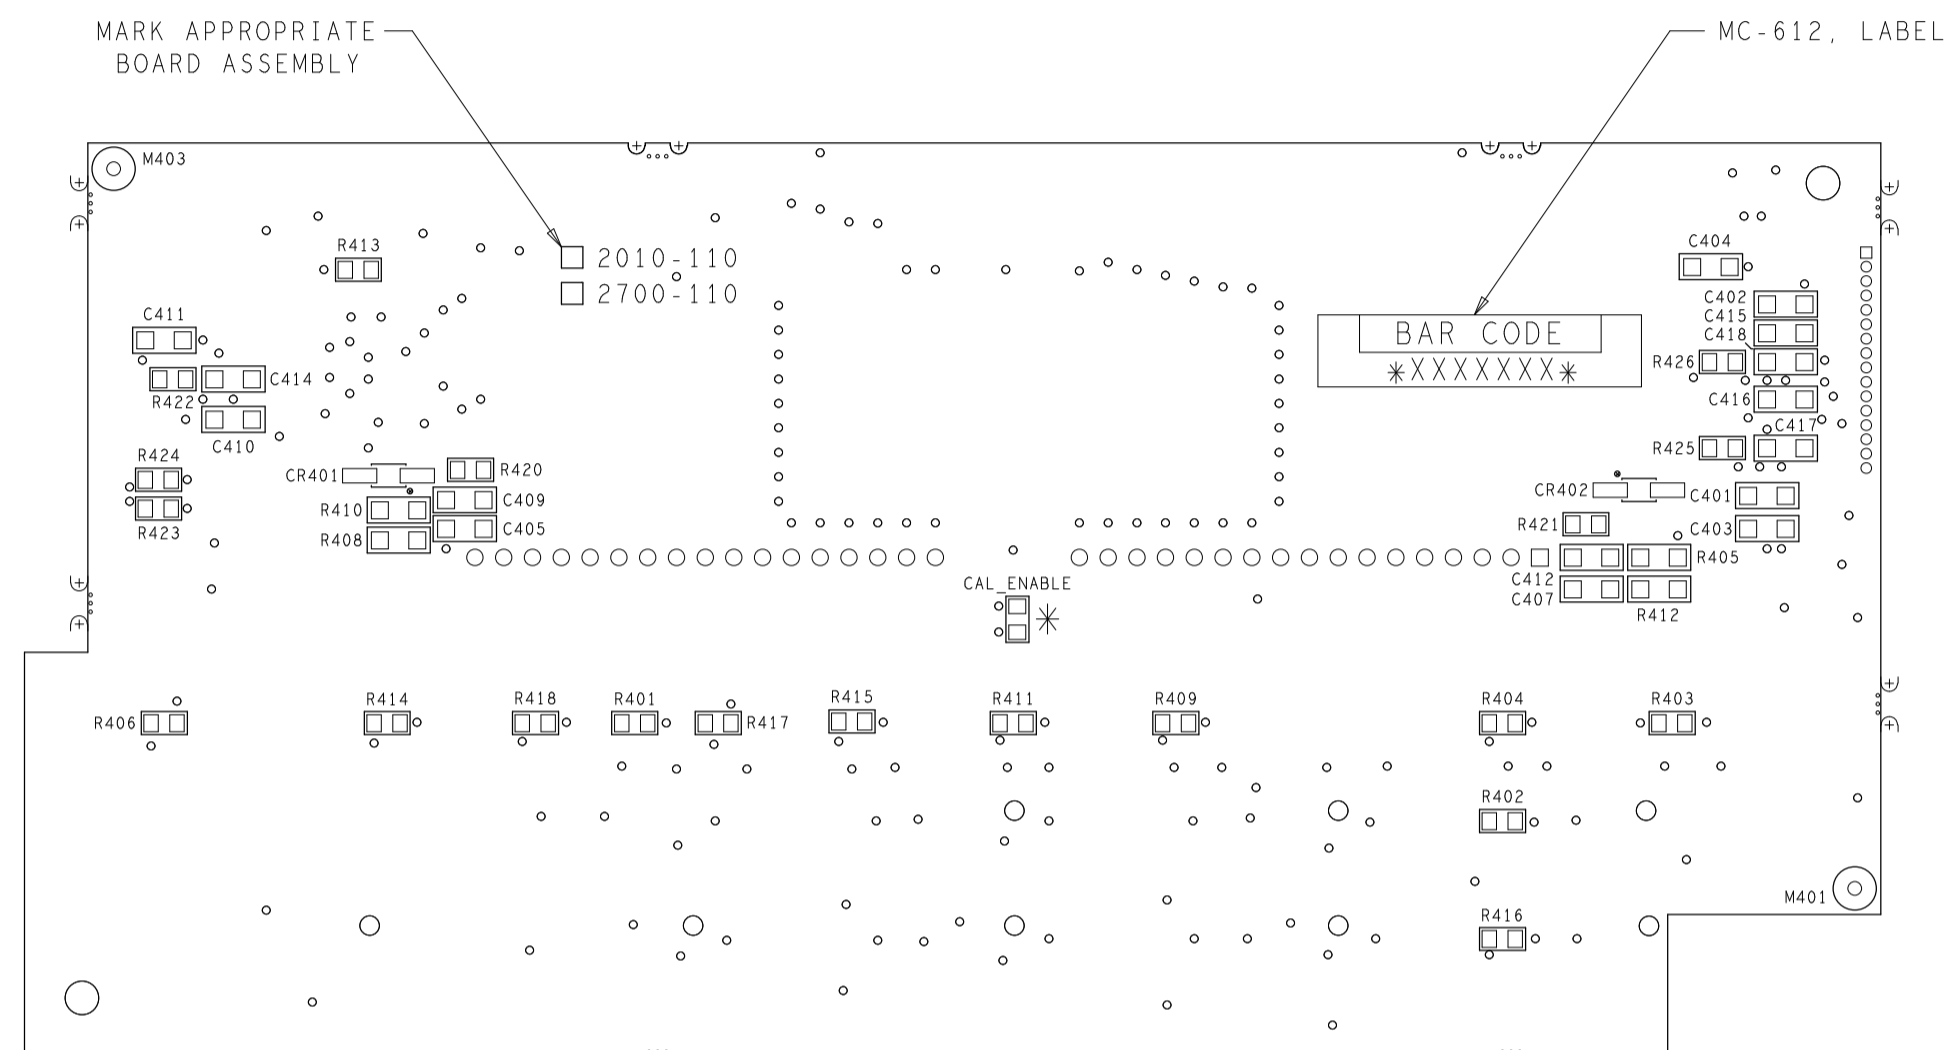 MARK APPROPRIATE
BOARD ASSEMBLY
MC-612, LABEL
M403
R413
2010-110
2700-110
C404
C402
C415
C418
C411
BAR CODE
*XXXXXXX*
R426
C414
R422
C416
C410
C417
R424
CR401
R420
R425
R410
C409
CR402
C401
R423
R408
C405
R421
C403
R405
CAL_ENABLE
*
C412
C407
R412
R406
R414
R418
R401
R417
R415
R411
R409
R404
R403
R402
M401
R416